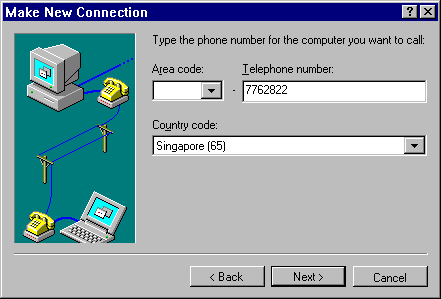 Make New Connection
Type the phone number for the computer you want to call:
Area code: Telephone number:
- 7762822
Country code:
Singapore (65)
< Back Next > Cancel